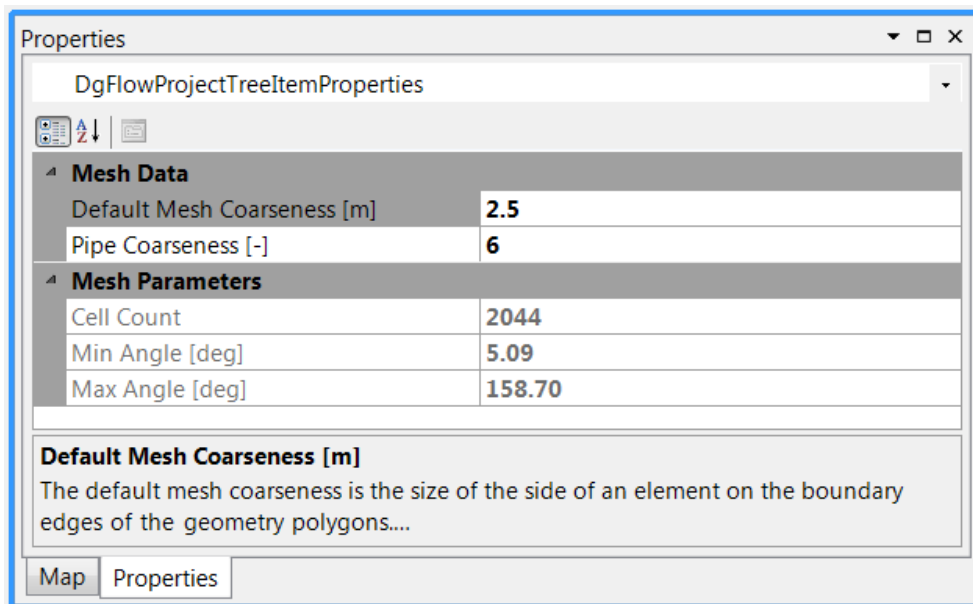 Properties
DgFlowProjectTreeItemProperties
A
Z
Mesh Data
Default Mesh Coarseness [m] 2.5
Pipe Coarseness [-] 6
Mesh Parameters
Cell Count 2044
Min Angle [deg] 5.09
Max Angle [deg] 158.70
Default Mesh Coarseness [m]
The default mesh coarseness is the size of the side of an element on the boundary
edges of the geometry polygons....
Map Properties